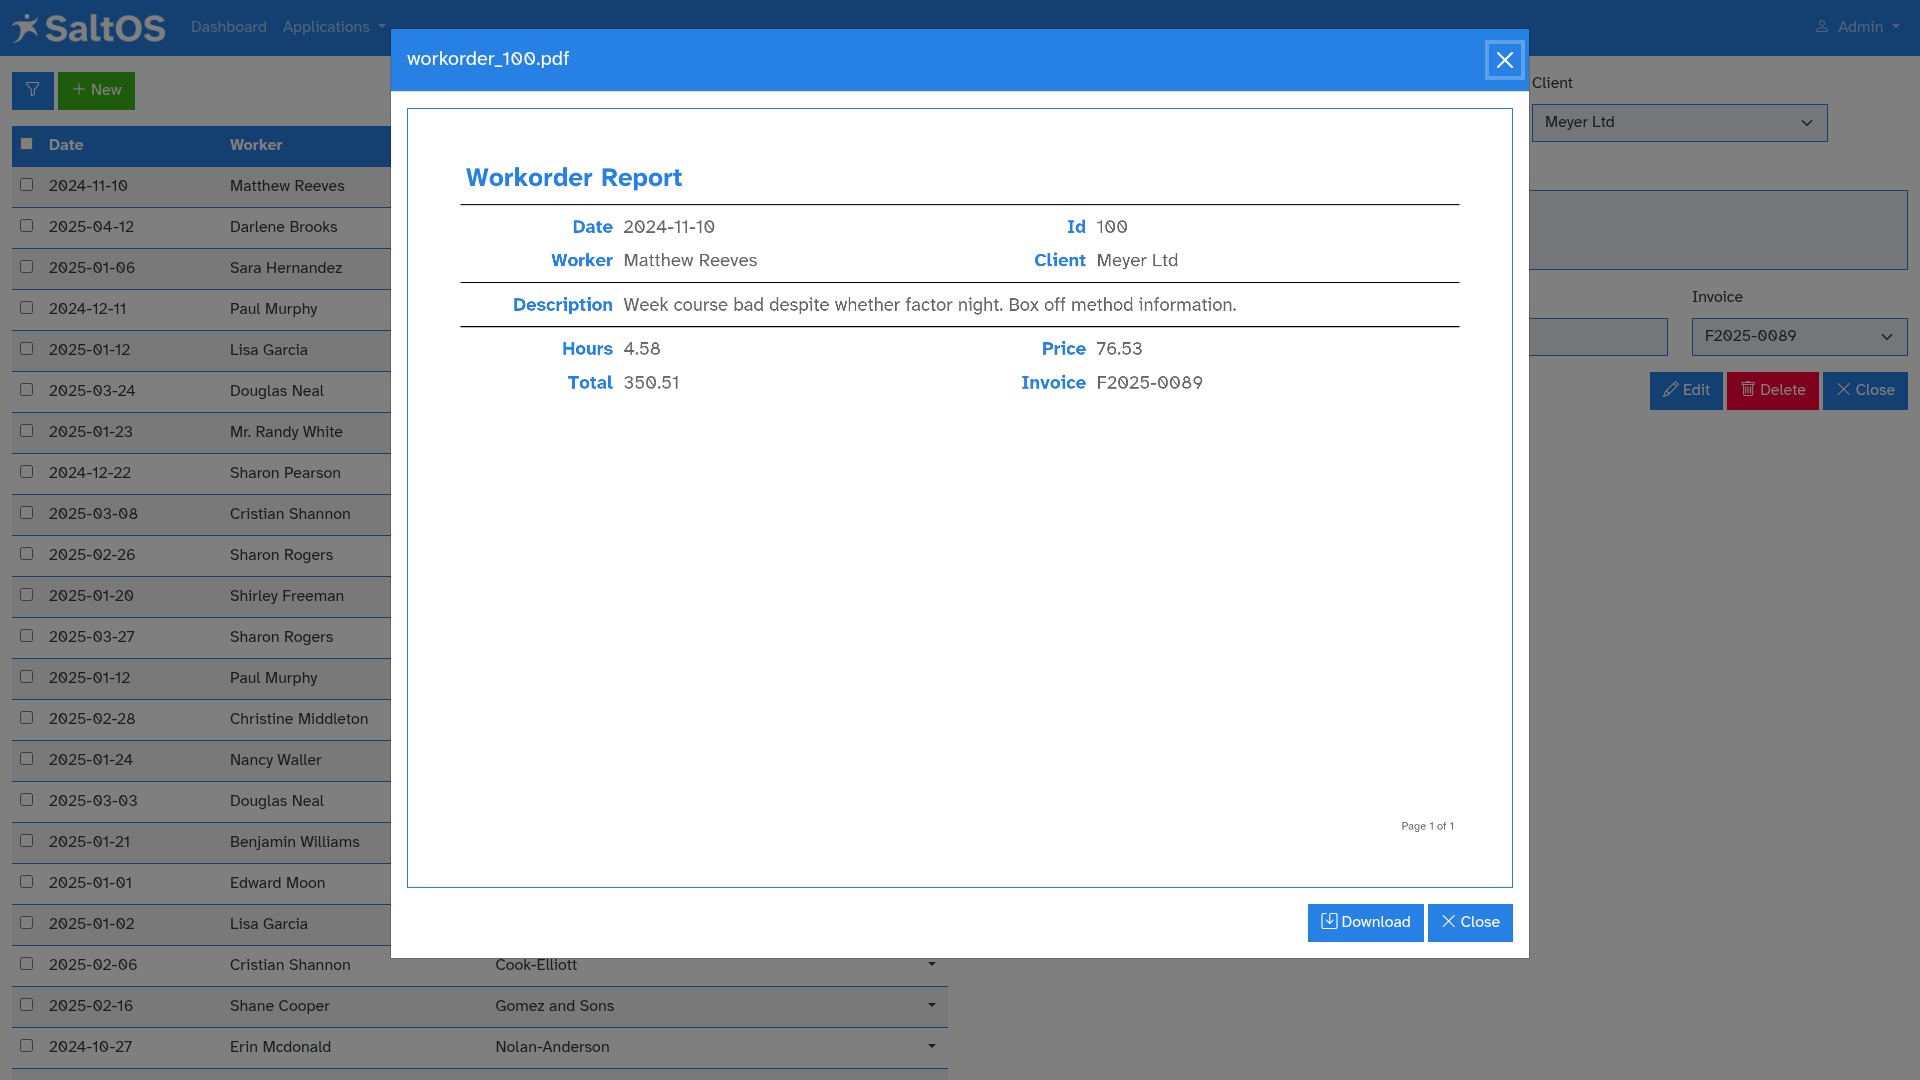 SaltOS Dashboard Applications Admin
workorder_100.pdf
New
Client
Meyer Ltd
Workorder Report
Date 2024-11-10 Id 100
Worker Matthew Reeves Client Meyer Ltd
Description Week course bad despite whether factor night. Box off method information.
Hours 4.58 Price 76.53
Total 350.51 Invoice F2025-0089
Page 1 of 1
Download Close
Invoice
F2025-0089
Edit Delete Close
Date Worker
2024-11-10 Matthew Reeves
2025-04-12 Darlene Brooks
2025-01-06 Sara Hernandez
2024-12-11 Paul Murphy
2025-01-12 Lisa Garcia
2025-03-24 Douglas Neal
2025-01-23 Mr. Randy White
2024-12-22 Sharon Pearson
2025-03-08 Cristian Shannon
2025-02-26 Sharon Rogers
2025-01-20 Shirley Freeman
2025-03-27 Sharon Rogers
2025-01-12 Paul Murphy
2025-02-28 Christine Middleton
2025-01-24 Nancy Waller
2025-03-03 Douglas Neal
2025-01-21 Benjamin Williams
2025-01-01 Edward Moon
2025-01-02 Lisa Garcia
2025-02-06 Cristian Shannon Cook-Elliott
2025-02-16 Shane Cooper Gomez and Sons
2024-10-27 Erin Mcdonald Nolan-Anderson